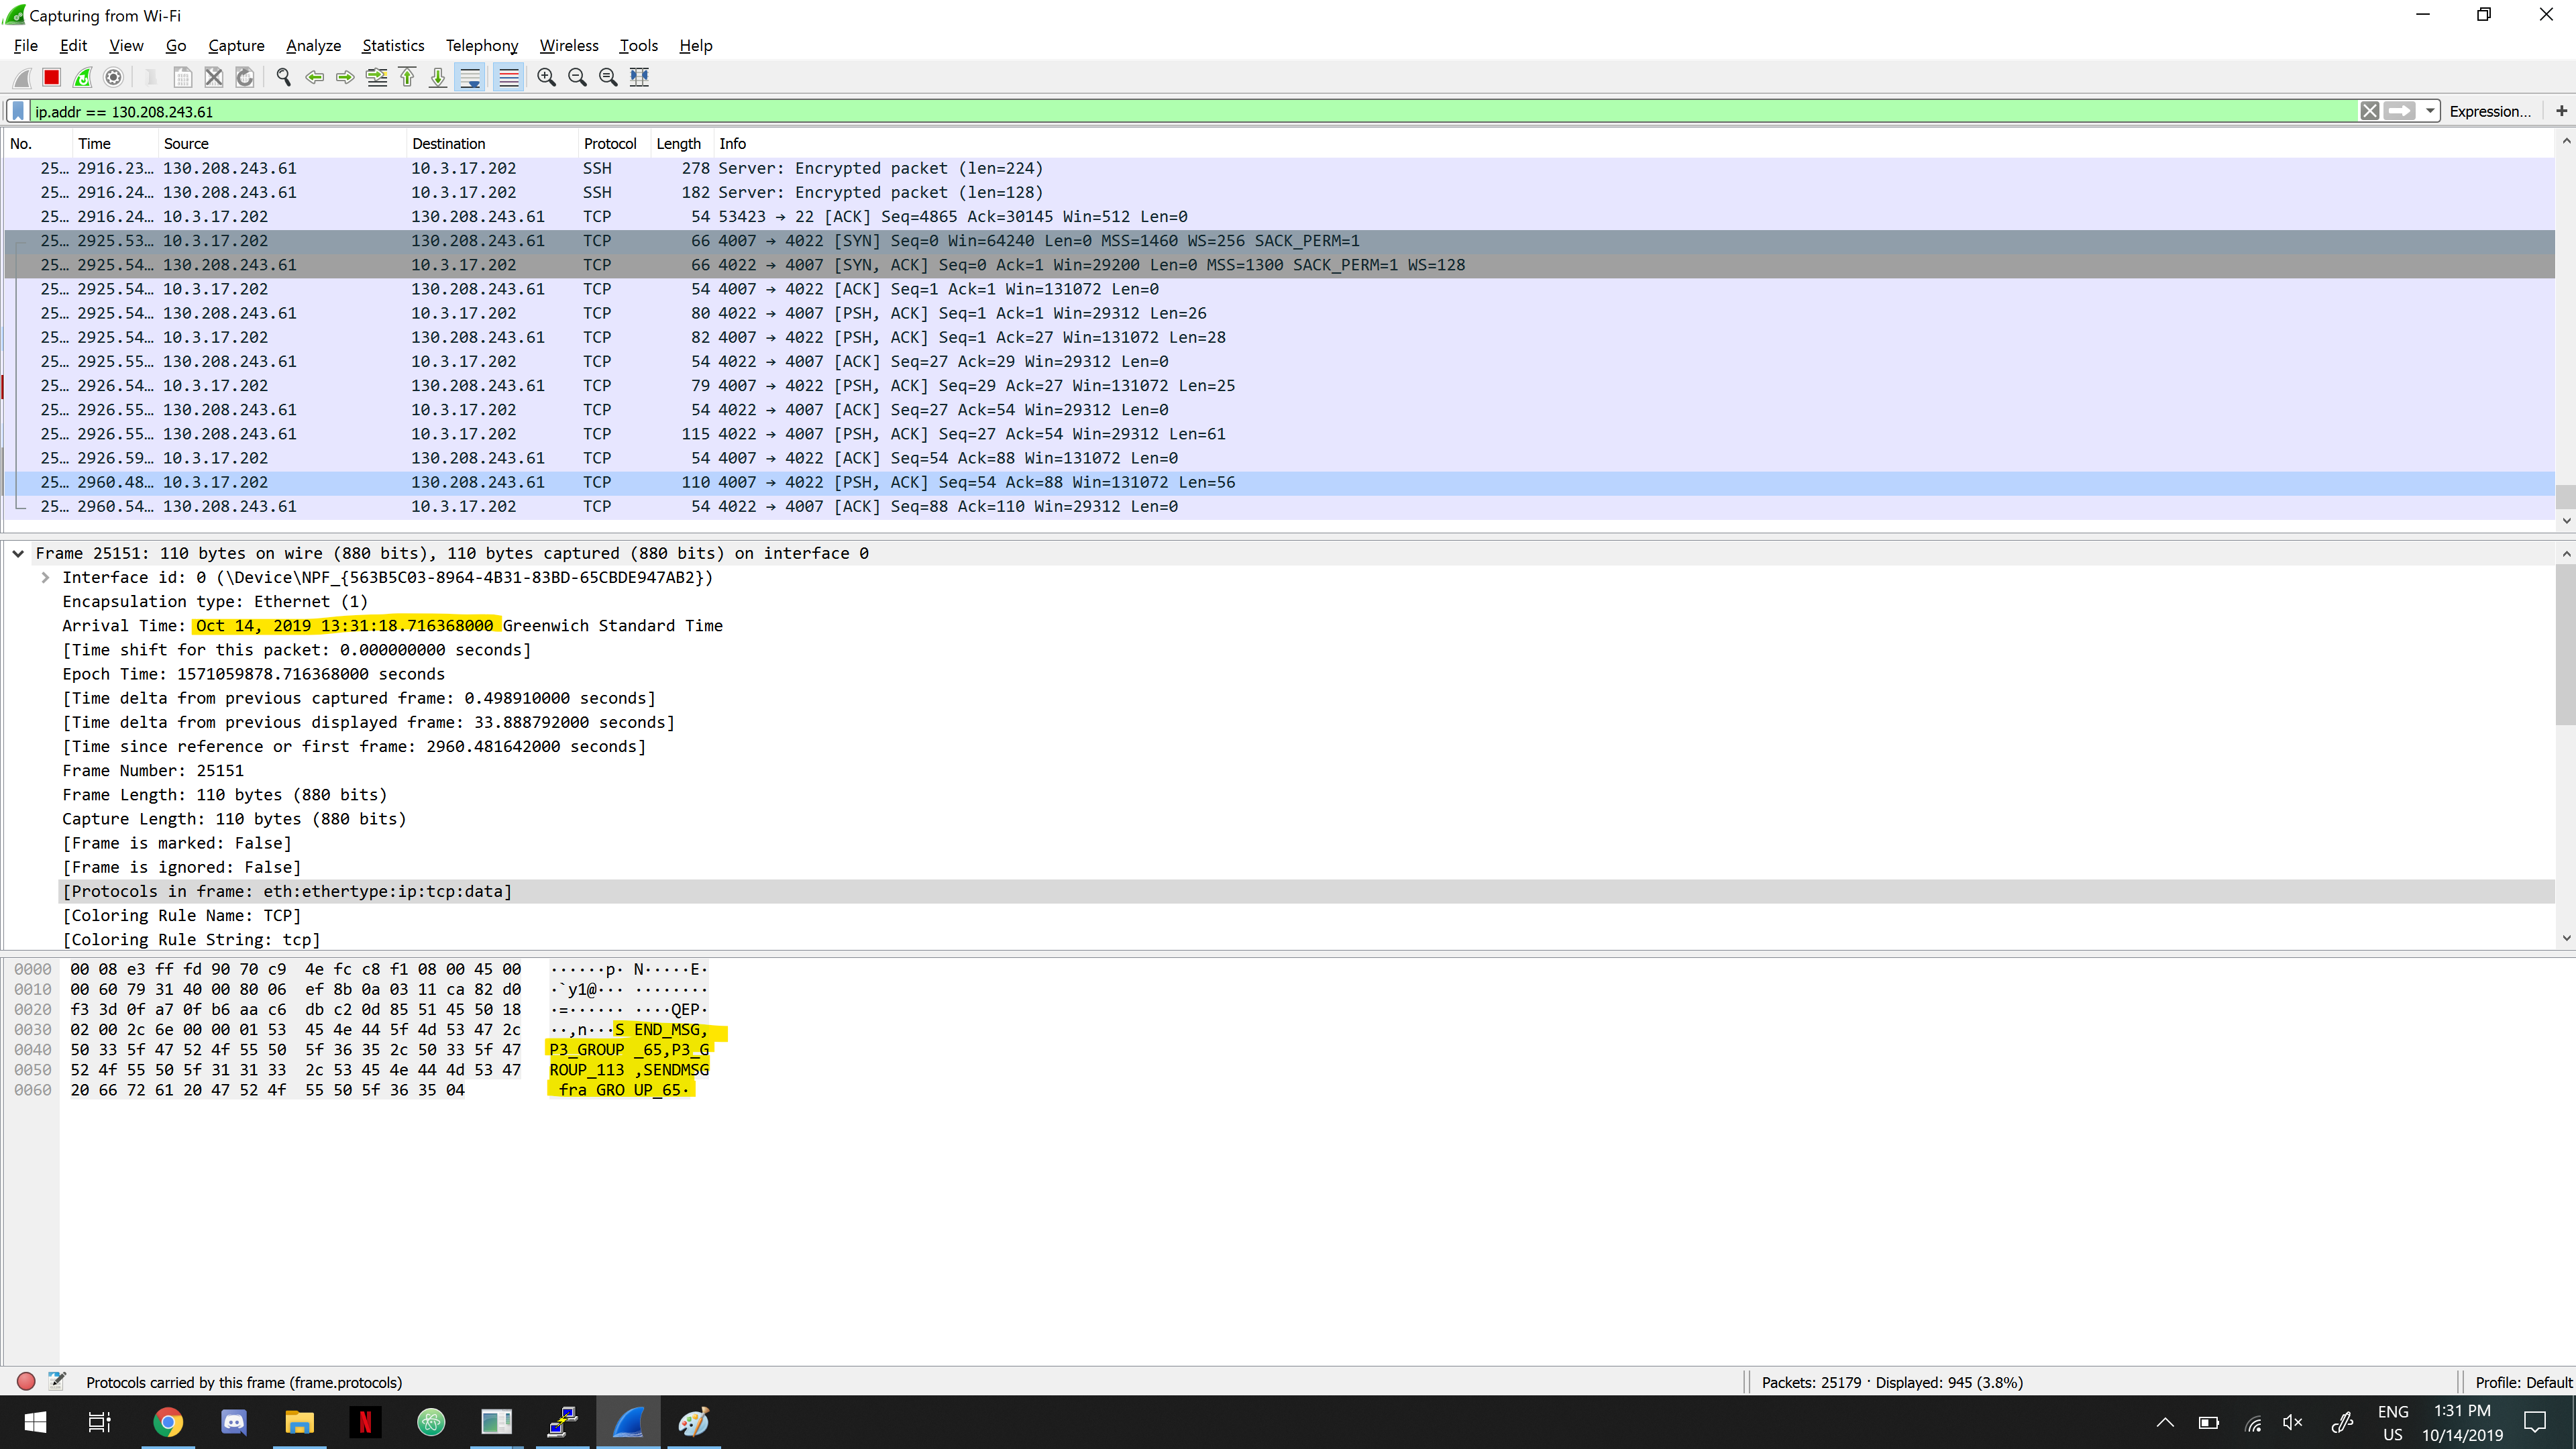 Capturing from Wi-Fi
File Edit View Go Capture Analyze Statistics Telephony Wireless Tools Help
ip.addr == 130.208.243.61 Expression... +
No. Time Source Destination Protocol Length Info
25... 2916.23... 130.208.243.61 10.3.17.202 SSH 278 Server: Encrypted packet (len=224)
25... 2916.24... 130.208.243.61 10.3.17.202 SSH 182 Server: Encrypted packet (len=128)
25... 2916.24... 10.3.17.202 130.208.243.61 TCP 54 53423 → 22 [ACK] Seq=4865 Ack=30145 Win=512 Len=0
25... 2925.53... 10.3.17.202 130.208.243.61 TCP 66 4007 → 4022 [SYN] Seq=0 Win=64240 Len=0 MSS=1460 WS=256 SACK_PERM=1
25... 2925.54... 130.208.243.61 10.3.17.202 TCP 66 4022 → 4007 [SYN, ACK] Seq=0 Ack=1 Win=29200 Len=0 MSS=1300 SACK_PERM=1 WS=128
25... 2925.54... 10.3.17.202 130.208.243.61 TCP 54 4007 → 4022 [ACK] Seq=1 Ack=1 Win=131072 Len=0
25... 2925.54... 130.208.243.61 10.3.17.202 TCP 80 4022 → 4007 [PSH, ACK] Seq=1 Ack=1 Win=29312 Len=26
25... 2925.54... 10.3.17.202 130.208.243.61 TCP 82 4007 → 4022 [PSH, ACK] Seq=1 Ack=27 Win=131072 Len=28
25... 2925.55... 130.208.243.61 10.3.17.202 TCP 54 4022 → 4007 [ACK] Seq=27 Ack=29 Win=29312 Len=0
25... 2926.54... 10.3.17.202 130.208.243.61 TCP 79 4007 → 4022 [PSH, ACK] Seq=29 Ack=27 Win=131072 Len=25
25... 2926.55... 130.208.243.61 10.3.17.202 TCP 54 4022 → 4007 [ACK] Seq=27 Ack=54 Win=29312 Len=0
25... 2926.55... 130.208.243.61 10.3.17.202 TCP 115 4022 → 4007 [PSH, ACK] Seq=27 Ack=54 Win=29312 Len=61
25... 2926.59... 10.3.17.202 130.208.243.61 TCP 54 4007 → 4022 [ACK] Seq=54 Ack=88 Win=131072 Len=0
25... 2960.48... 10.3.17.202 130.208.243.61 TCP 110 4007 → 4022 [PSH, ACK] Seq=54 Ack=88 Win=131072 Len=56
25... 2960.54... 130.208.243.61 10.3.17.202 TCP 54 4022 → 4007 [ACK] Seq=88 Ack=110 Win=29312 Len=0
Frame 25151: 110 bytes on wire (880 bits), 110 bytes captured (880 bits) on interface 0
Interface id: 0 (\Device\NPF_{563B5C03-8964-4B31-83BD-65CBDE947AB2})
Encapsulation type: Ethernet (1)
Arrival Time: Oct 14, 2019 13:31:18.716368000 Greenwich Standard Time
[Time shift for this packet: 0.000000000 seconds]
Epoch Time: 1571059878.716368000 seconds
[Time delta from previous captured frame: 0.498910000 seconds]
[Time delta from previous displayed frame: 33.888792000 seconds]
[Time since reference or first frame: 2960.481642000 seconds]
Frame Number: 25151
Frame Length: 110 bytes (880 bits)
Capture Length: 110 bytes (880 bits)
[Frame is marked: False]
[Frame is ignored: False]
[Protocols in frame: eth:ethertype:ip:tcp:data]
[Coloring Rule Name: TCP]
[Coloring Rule String: tcp]
0000 00 08 e3 ff fd 90 70 c9 4e fc c8 f1 08 00 45 00 ······p· N·····E·
0010 00 60 79 31 40 00 80 06 ef 8b 0a 03 11 ca 82 d0 ·`y1@··· ········
0020 f3 3d 0f a7 0f b6 aa c6 db c2 0d 85 51 45 50 18 ·=······ ····QEP·
0030 02 00 2c 6e 00 00 01 53 45 4e 44 5f 4d 53 47 2c ··,n···S END_MSG,
0040 50 33 5f 47 52 4f 55 50 5f 36 35 2c 50 33 5f 47 P3_GROUP _65,P3_G
0050 52 4f 55 50 5f 31 31 33 2c 53 45 4e 44 4d 53 47 ROUP_113 ,SENDMSG
0060 20 66 72 61 20 47 52 4f 55 50 5f 36 35 04 fra GRO UP_65·
Protocols carried by this frame (frame.protocols) Packets: 25179 · Displayed: 945 (3.8%) Profile: Default
N ENG US 1:31 PM 10/14/2019